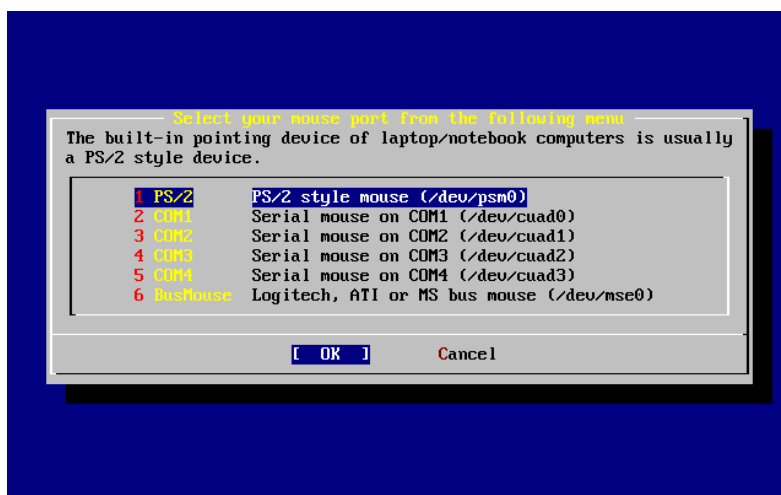 Select your mouse port from the following menu
The built-in pointing device of laptop/notebook computers is usually
a PS/2 style device.
1 PS/2 PS/2 style mouse (/dev/psm0)
2 COM1 Serial mouse on COM1 (/dev/cuad0)
3 COM2 Serial mouse on COM2 (/dev/cuad1)
4 COM3 Serial mouse on COM3 (/dev/cuad2)
5 COM4 Serial mouse on COM4 (/dev/cuad3)
6 BusMouse Logitech, ATI or MS bus mouse (/dev/mse0)
[ OK ] Cancel